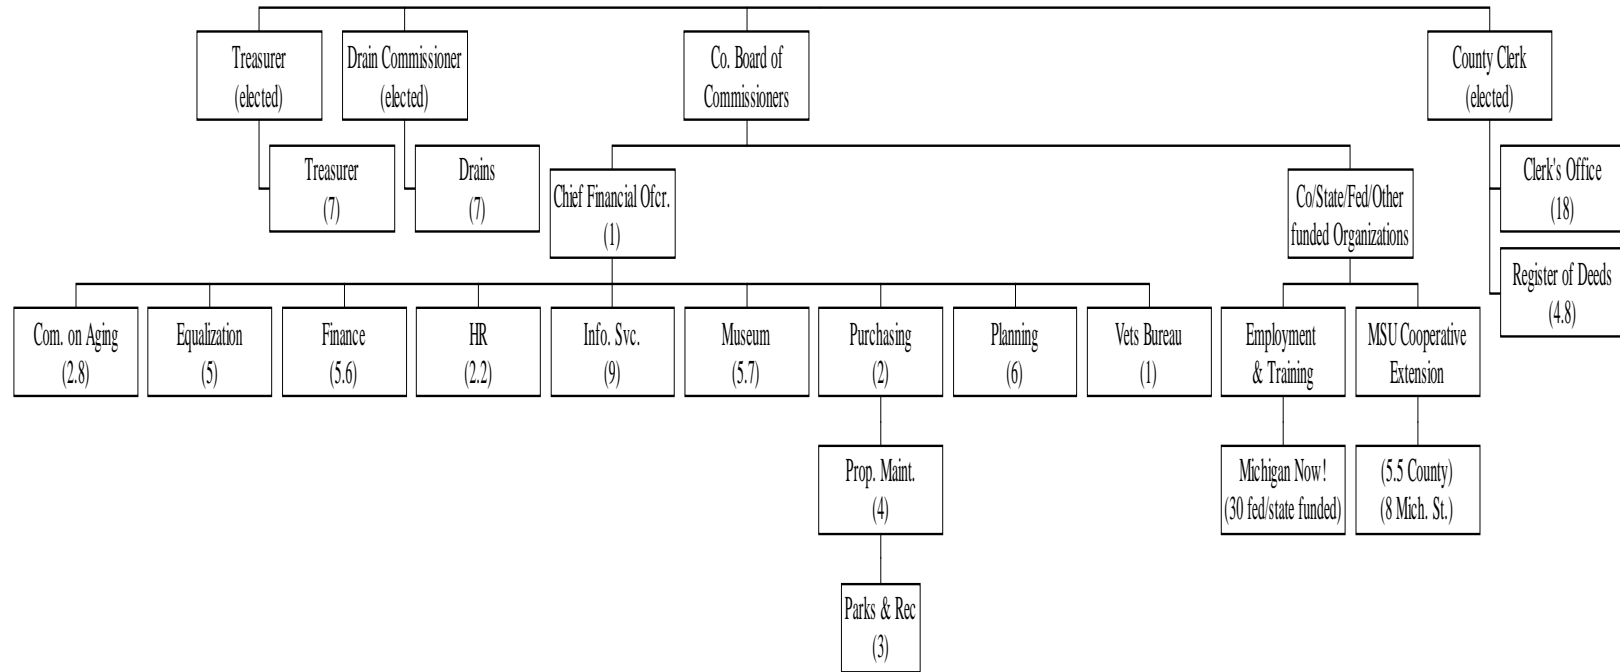 Treasurer
(elected)
Drain Commissioner
(elected)
Co. Board of
Commissioners
County Clerk
(elected)
Treasurer
(7)
Drains
(7)
Chief Financial Ofcr.
(1)
Co/State/Fed/Other
funded Organizations
Clerk's Office
(18)
Register of Deeds
(4.8)
Com. on Aging
(2.8)
Equalization
(5)
Finance
(5.6)
HR
(2.2)
Info. Svc.
(9)
Museum
(5.7)
Purchasing
(2)
Planning
(6)
Vets Bureau
(1)
Employment
& Training
MSU Cooperative
Extension
Prop. Maint.
(4)
Michigan Now!
(30 fed/state funded)
(5.5 County)
(8 Mich. St.)
Parks & Rec
(3)